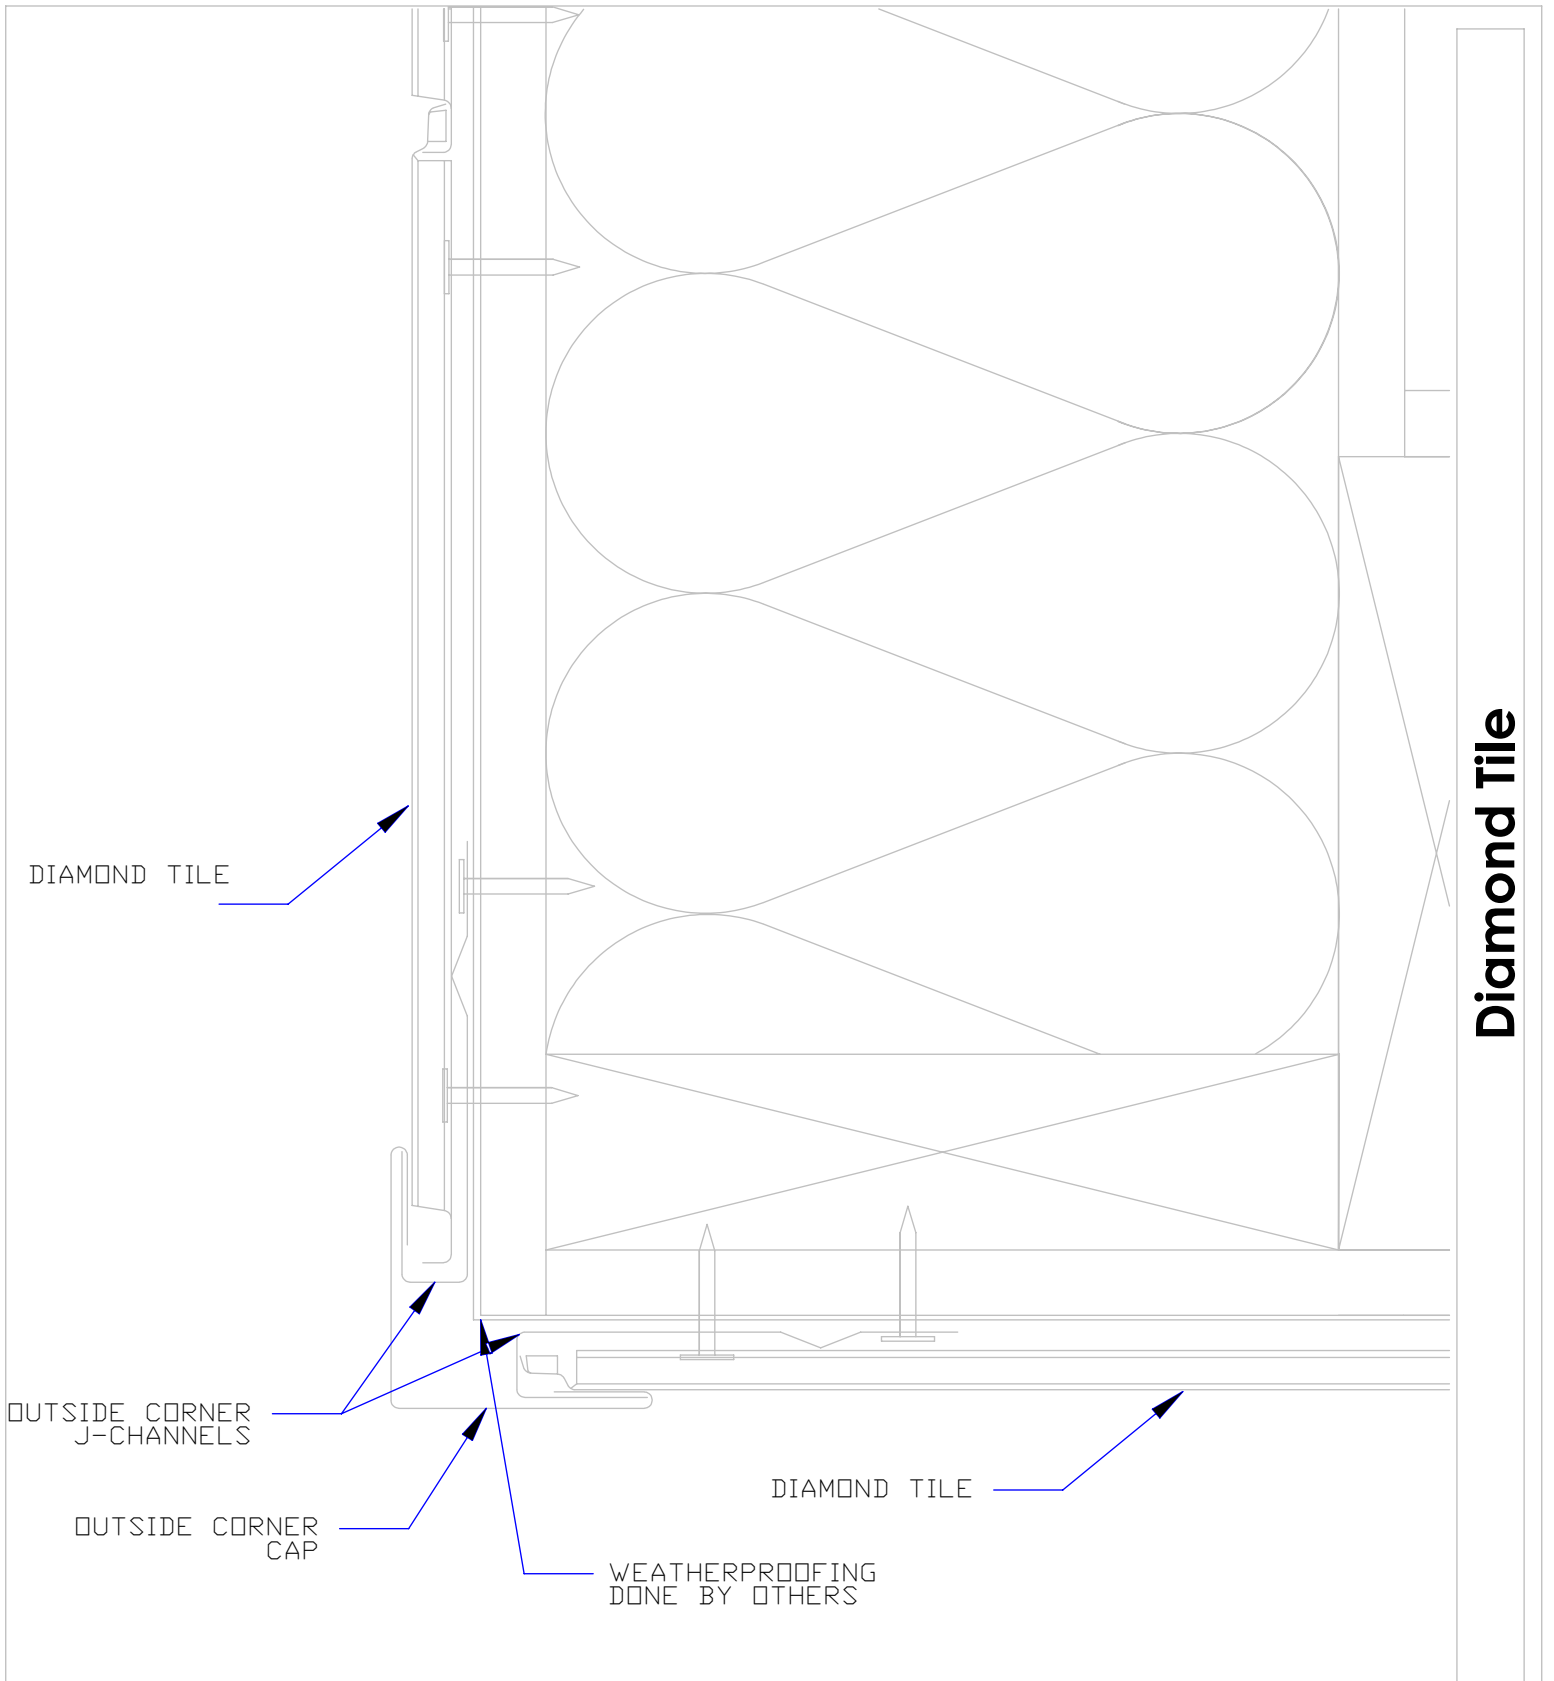 DIAMOND TILE
OUTSIDE CORNER
J-CHANNELS
OUTSIDE CORNER
CAP
DIAMOND TILE
WEATHERPROOFING
DONE BY OTHERS
Diamond Tile